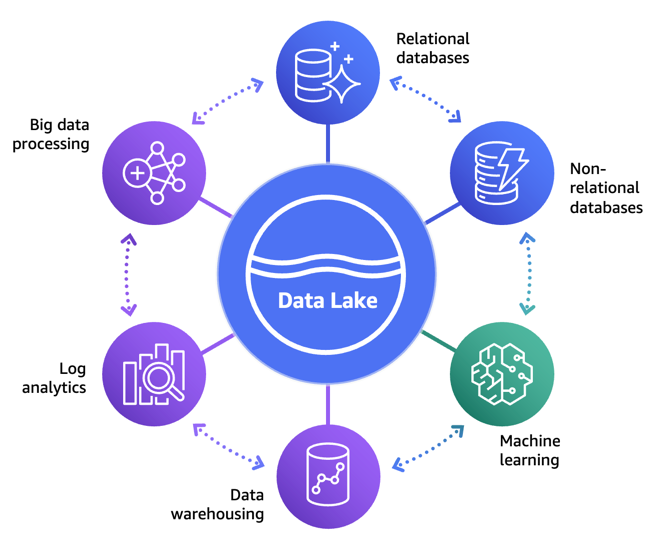 Relational
databases
Big data
processing
Non-
relational
databases
Data Lake
Log
analytics
Machine
learning
Data
warehousing